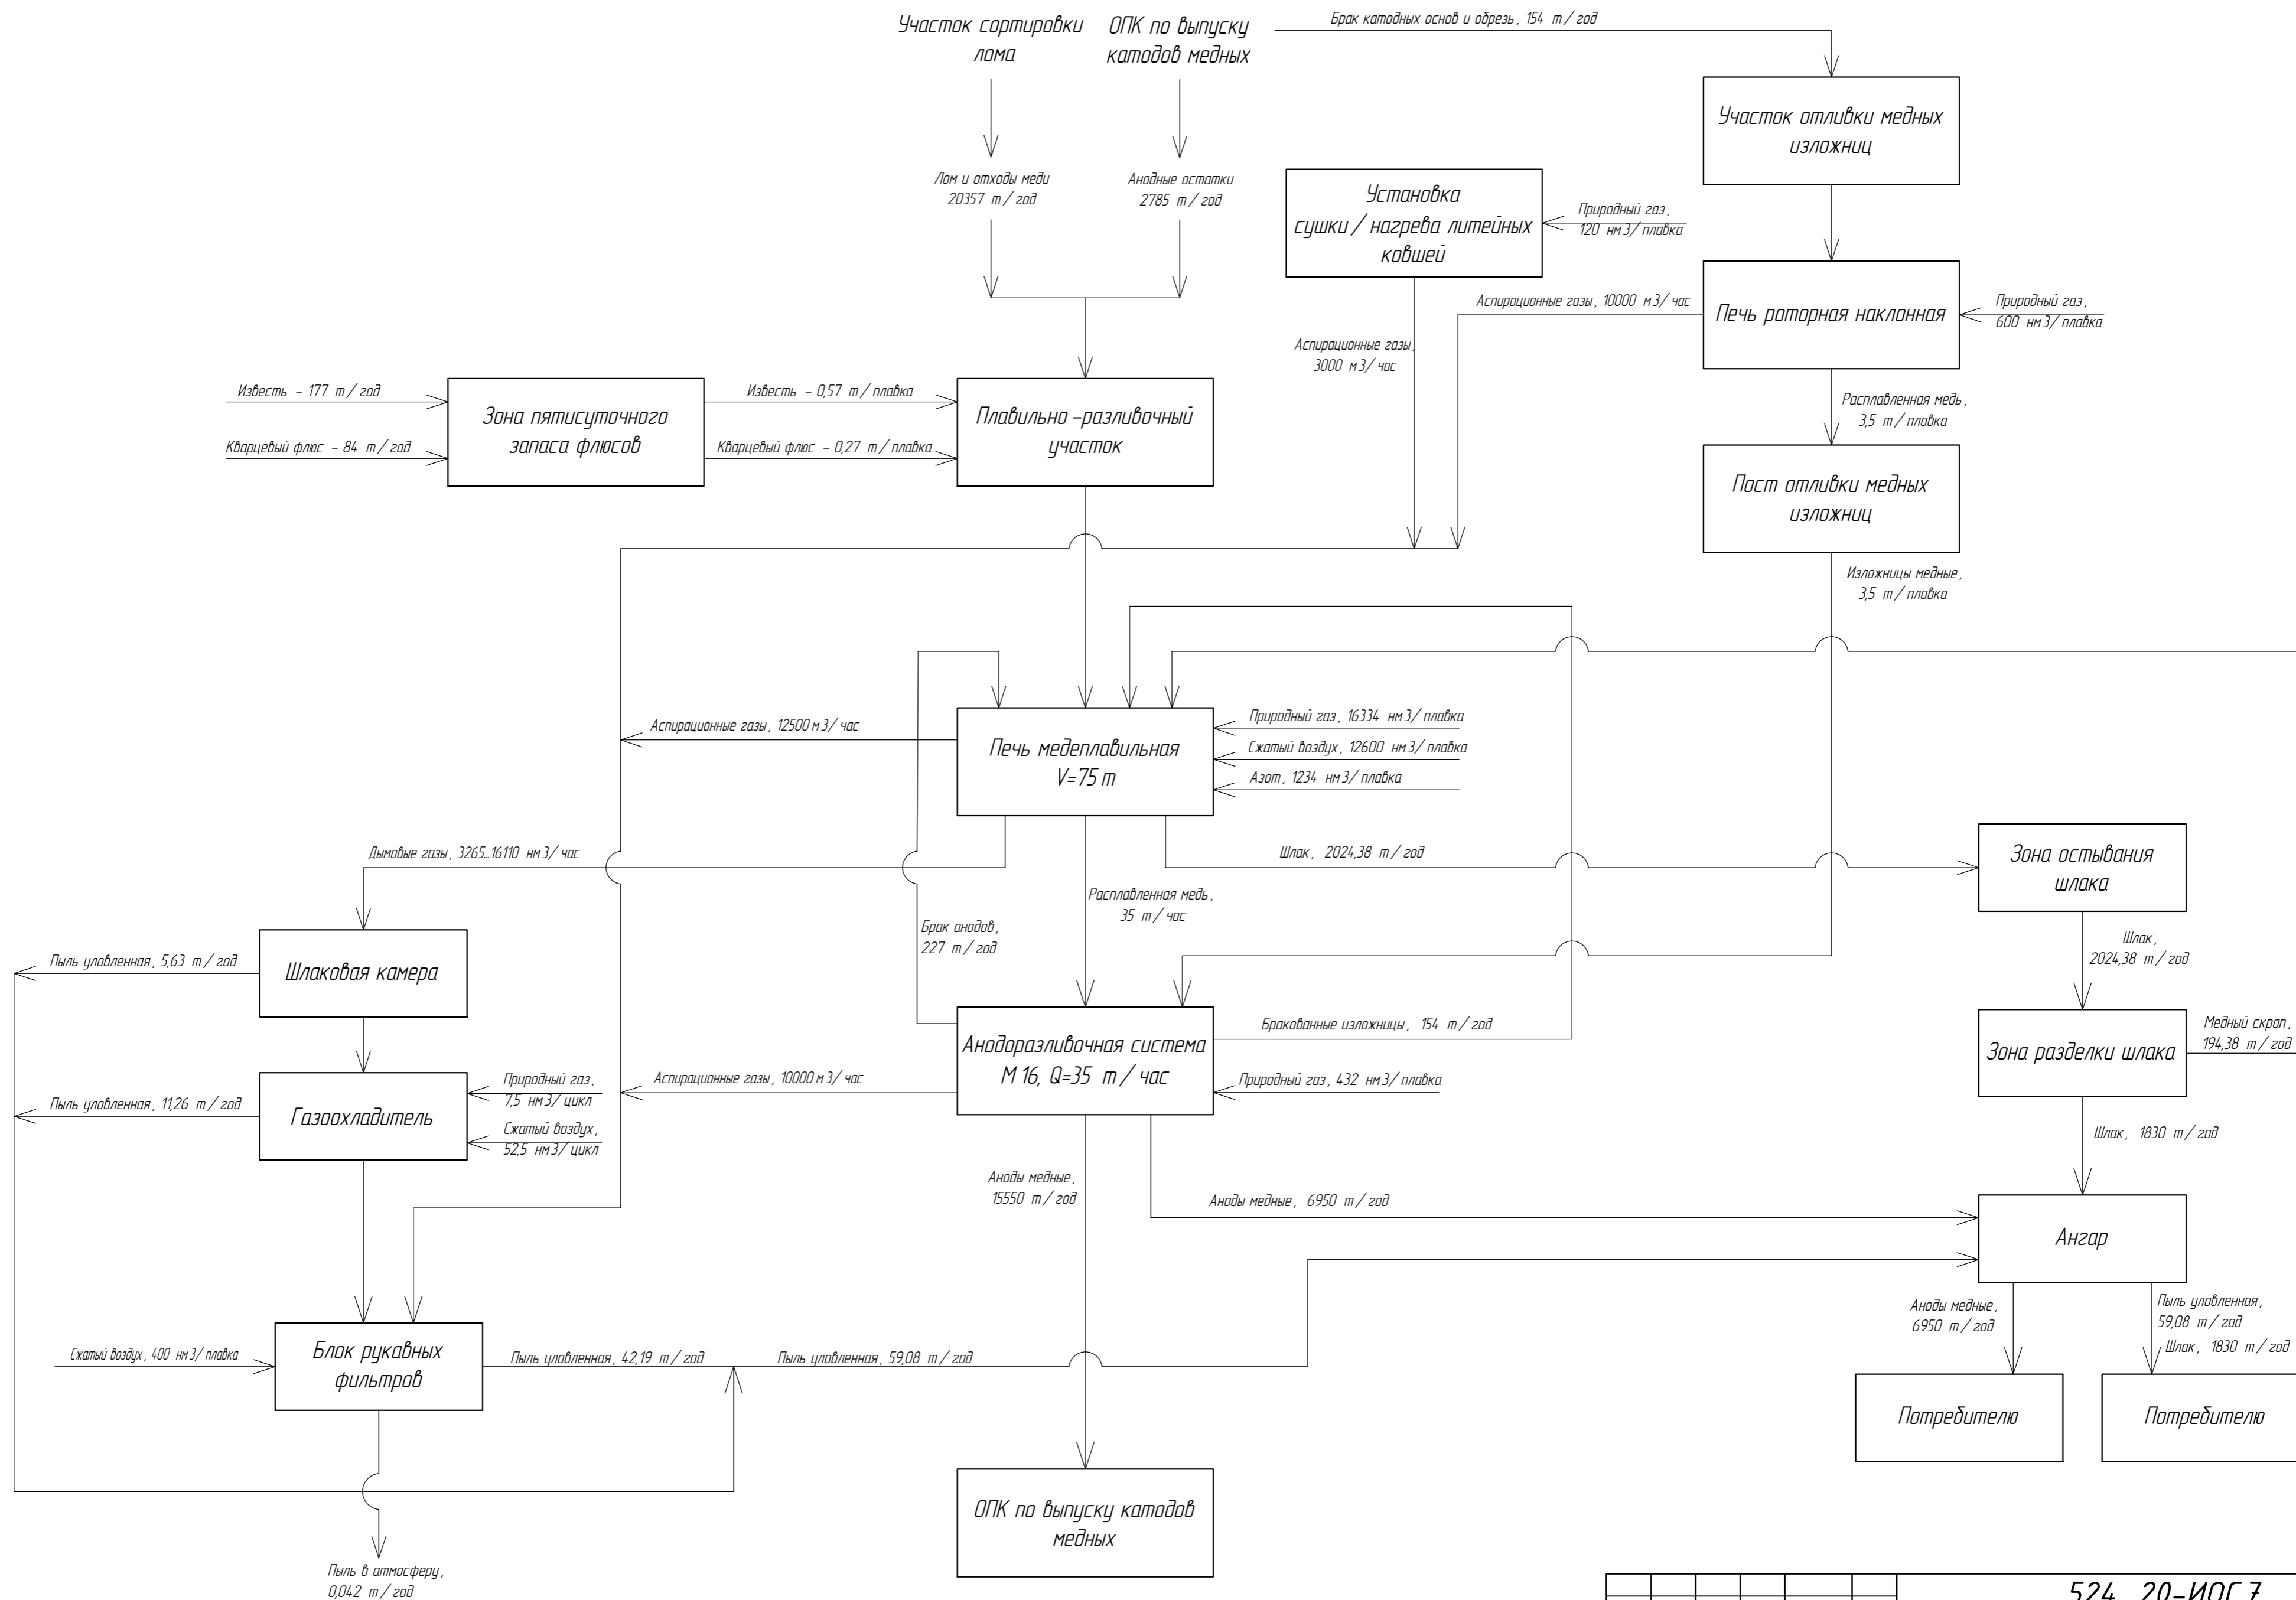 Участок сортировки
лома
ОПК по выпуску
катодов медных
Брак катодных основ и обрезь, 154 т/год
Участок отливки медных
изложниц
Лом и отходы меди
20357 т/год
Анодные остатки
2785 т/год
Установка
сушки/нагрева литейных
ковшей
Природный газ,
120 нм3/плавка
Аспирационные газы, 10000 м3/час
Печь роторная наклонная
Природный газ,
600 нм3/плавка
Аспирационные газы,
3000 м3/час
Известь - 177 т/год
Кварцевый флюс - 84 т/год
Зона пятисуточного
запаса флюсов
Известь - 0,57 т/плавка
Кварцевый флюс - 0,27 т/плавка
Плавильно-разливочный
участок
Расплавленная медь,
3,5 т/плавка
Пост отливки медных
изложниц
Изложницы медные,
3,5 т/плавка
Аспирационные газы, 12500 м3/час
Печь медеплавильная
V=75 т
Природный газ, 16334 нм3/плавка
Сжатый воздух, 12600 нм3/плавка
Азот, 1234 нм3/плавка
Дымовые газы, 3265...16110 нм3/час
Шлак, 2024,38 т/год
Зона остывания
шлака
Расплавленная медь,
35 т/час
Брак анодов,
227 т/год
Шлак,
2024,38 т/год
Пыль уловленная, 5,63 т/год
Шлаковая камера
Анодоразливочная система
М16, Q=35 т/час
Бракованные изложницы, 154 т/год
Зона разделки шлака
Медный скрап,
194,38 т/год
Пыль уловленная, 11,26 т/год
Газоохладитель
Природный газ,
7,5 нм3/цикл
Сжатый воздух,
52,5 нм3/цикл
Аспирационные газы, 10000 м3/час
Природный газ, 432 нм3/плавка
Шлак, 1830 т/год
Аноды медные,
15550 т/год
Аноды медные, 6950 т/год
Ангар
Аноды медные,
6950 т/год
Пыль уловленная,
59,08 т/год
Шлак, 1830 т/год
Сжатый воздух, 400 нм3/плавка
Блок рукавных
фильтров
Пыль уловленная, 42,19 т/год
Пыль уловленная, 59,08 т/год
Потребителю
Потребителю
ОПК по выпуску катодов
медных
Пыль в атмосферу,
0,042 т/год
524_20-ИОС7